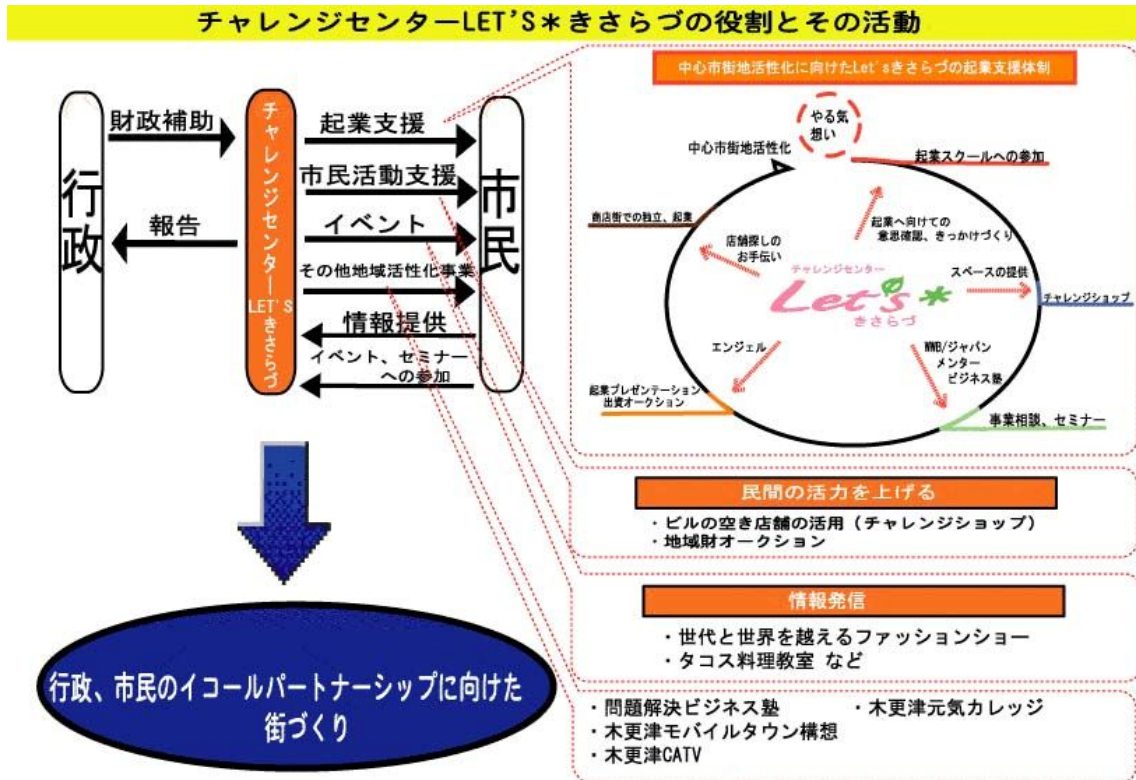 チャレンジセンターLET'S＊きさらづの役割とその活動
行政
財政補助
報告
チャレンジセンターLET'Sきさらづ
起業支援
市民活動支援
イベント
その他地域活性化事業
情報提供
イベント、セミナー
への参加
市民
行政、市民のイコールパートナーシップに向けた
街づくり
中心市街地活性化に向けたLet'sきさらづの起業支援体制
やる気
想い
中心市街地活性化
起業スクールへの参加
商店街での独立、起業
起業へ向けての
意思確認、きっかけづくり
店舗探しの
お手伝い
スペースの提供
チャレンジセンター
Let's＊
きさらづ
チャレンジショップ
エンジェル
WWB/ジャパン
メンター
ビジネス塾
起業プレゼンテーション
出資オークション
事業相談、セミナー
民間の活力を上げる
・ビルの空き店舗の活用（チャレンジショップ）
・地域財オークション
情報発信
・世代と世界を越えるファッションショー
・タコス料理教室 など
・問題解決ビジネス塾
・木更津元気カレッジ
・木更津モバイルタウン構想
・木更津CATV